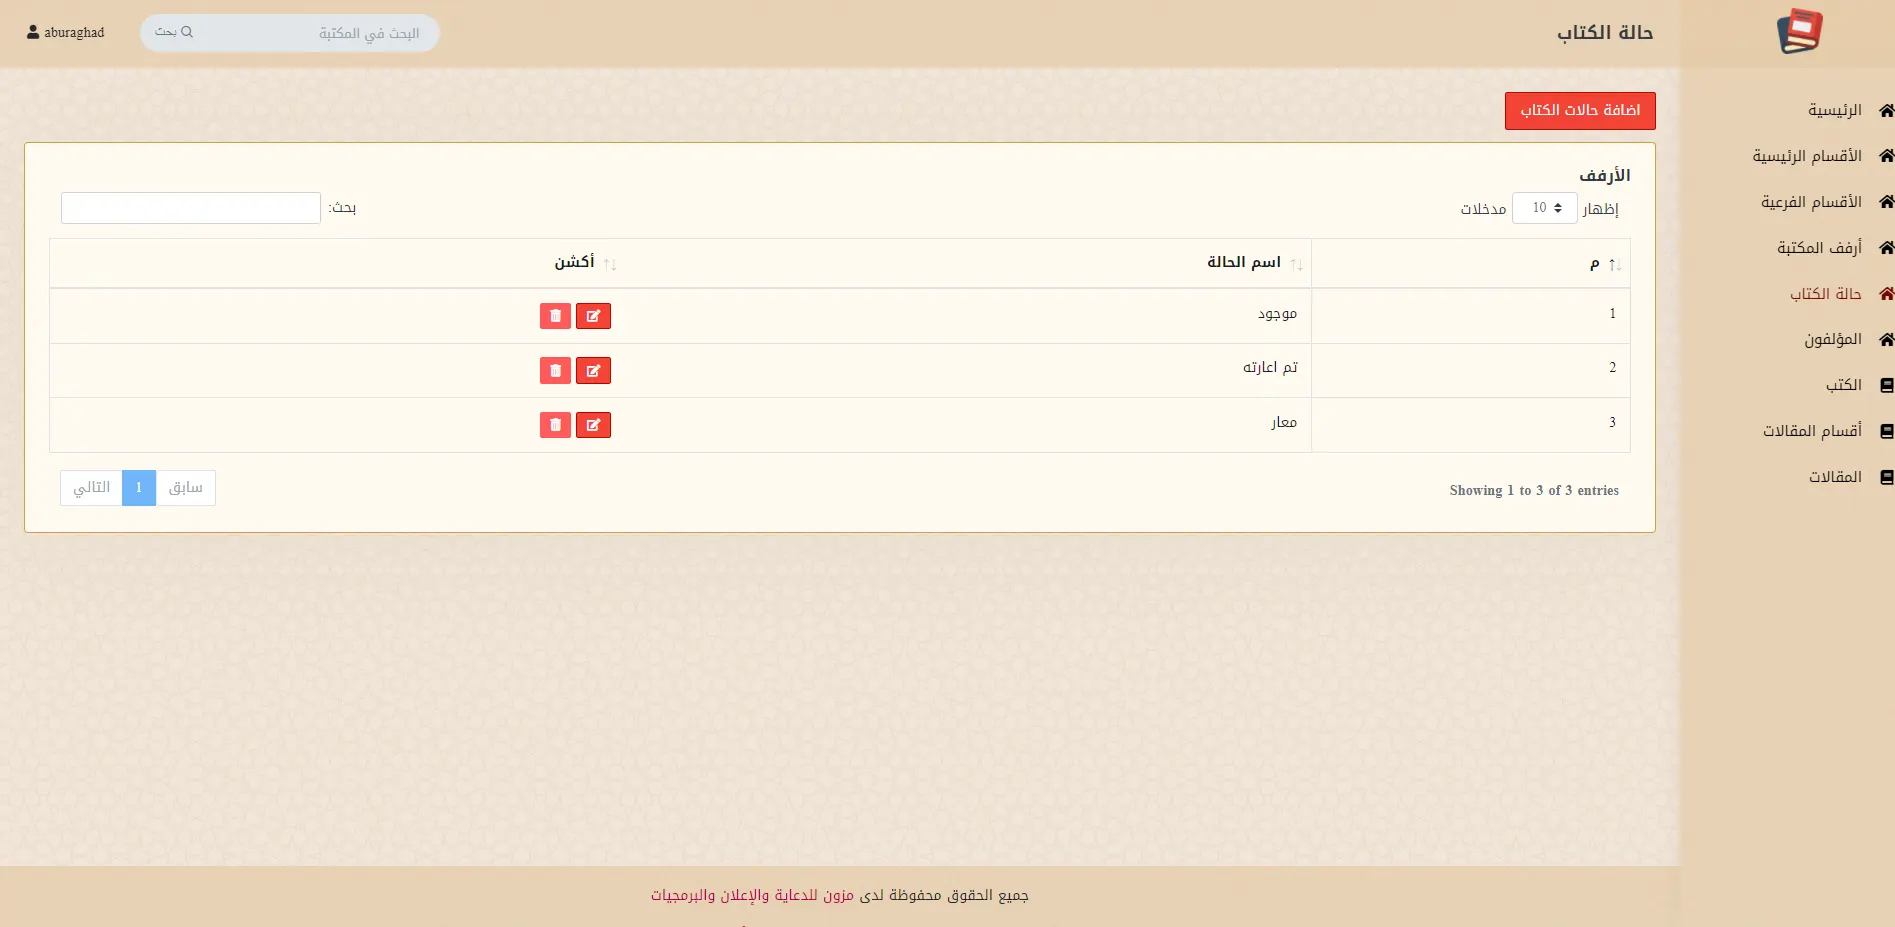 حالة الكتاب
البحث في المكتبة
بحث
aburaghad
الرئيسية
الأقسام الرئيسية
الأقسام الفرعية
أرفف المكتبة
حالة الكتاب
المؤلفون
الكتب
أقسام المقالات
المقالات
اضافة حالات الكتاب
الأرفف
إظهار 10 مدخلات
بحث:
م اسم الحالة أكشن
1 موجود
2 تم اعارته
3 معار
Showing 1 to 3 of 3 entries
سابق 1 التالي
جميع الحقوق محفوظة لدى مزون للدعاية والإعلان والبرمجيات